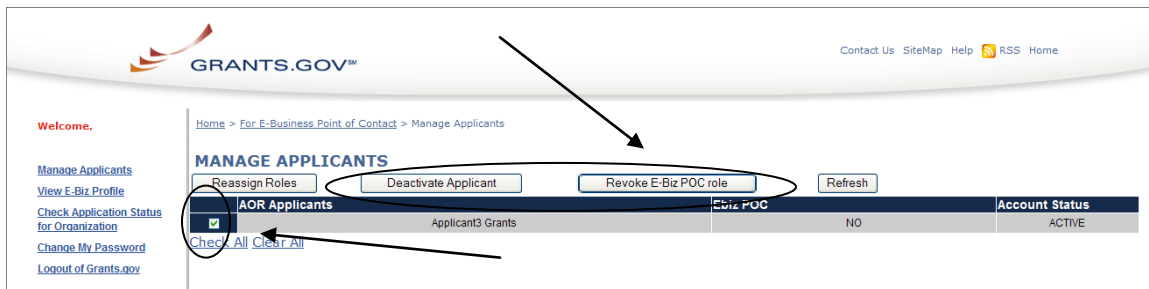 GRANTS.GOV℠
Contact Us SiteMap Help RSS Home
Welcome,
Manage Applicants
View E-Biz Profile
Check Application Status
for Organization
Change My Password
Logout of Grants.gov
Home > For E-Business Point of Contact > Manage Applicants
MANAGE APPLICANTS
Reassign Roles Deactivate Applicant Revoke E-Biz POC role Refresh
AOR Applicants Ebiz POC Account Status
Applicant3 Grants NO ACTIVE
Check All Clear All